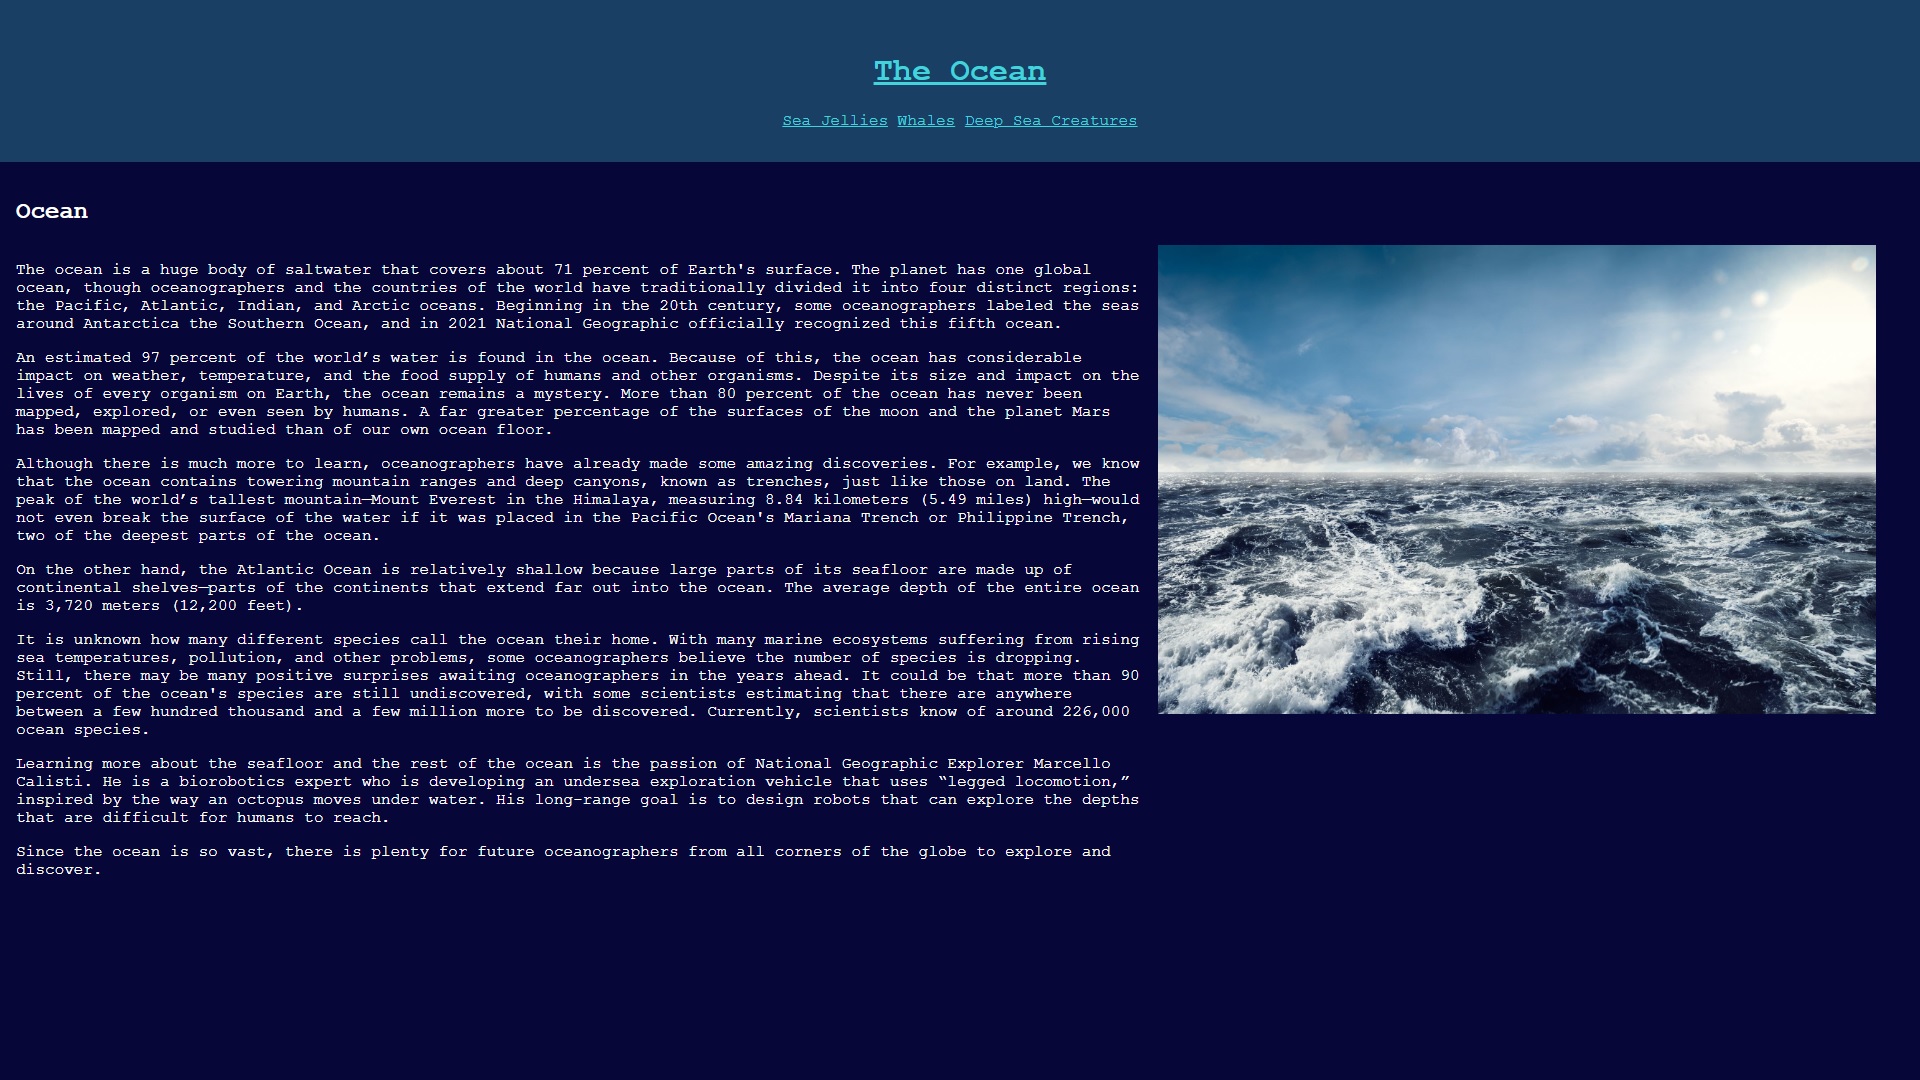 The Ocean
Sea Jellies Whales Deep Sea Creatures
Ocean
The ocean is a huge body of saltwater that covers about 71 percent of Earth's surface. The planet has one global
ocean, though oceanographers and the countries of the world have traditionally divided it into four distinct regions:
the Pacific, Atlantic, Indian, and Arctic oceans. Beginning in the 20th century, some oceanographers labeled the seas
around Antarctica the Southern Ocean, and in 2021 National Geographic officially recognized this fifth ocean.
An estimated 97 percent of the world’s water is found in the ocean. Because of this, the ocean has considerable
impact on weather, temperature, and the food supply of humans and other organisms. Despite its size and impact on the
lives of every organism on Earth, the ocean remains a mystery. More than 80 percent of the ocean has never been
mapped, explored, or even seen by humans. A far greater percentage of the surfaces of the moon and the planet Mars
has been mapped and studied than of our own ocean floor.
Although there is much more to learn, oceanographers have already made some amazing discoveries. For example, we know
that the ocean contains towering mountain ranges and deep canyons, known as trenches, just like those on land. The
peak of the world’s tallest mountain—Mount Everest in the Himalaya, measuring 8.84 kilometers (5.49 miles) high—would
not even break the surface of the water if it was placed in the Pacific Ocean's Mariana Trench or Philippine Trench,
two of the deepest parts of the ocean.
On the other hand, the Atlantic Ocean is relatively shallow because large parts of its seafloor are made up of
continental shelves—parts of the continents that extend far out into the ocean. The average depth of the entire ocean
is 3,720 meters (12,200 feet).
It is unknown how many different species call the ocean their home. With many marine ecosystems suffering from rising
sea temperatures, pollution, and other problems, some oceanographers believe the number of species is dropping.
Still, there may be many positive surprises awaiting oceanographers in the years ahead. It could be that more than 90
percent of the ocean's species are still undiscovered, with some scientists estimating that there are anywhere
between a few hundred thousand and a few million more to be discovered. Currently, scientists know of around 226,000
ocean species.
Learning more about the seafloor and the rest of the ocean is the passion of National Geographic Explorer Marcello
Calisti. He is a biorobotics expert who is developing an undersea exploration vehicle that uses “legged locomotion,”
inspired by the way an octopus moves under water. His long-range goal is to design robots that can explore the depths
that are difficult for humans to reach.
Since the ocean is so vast, there is plenty for future oceanographers from all corners of the globe to explore and
discover.